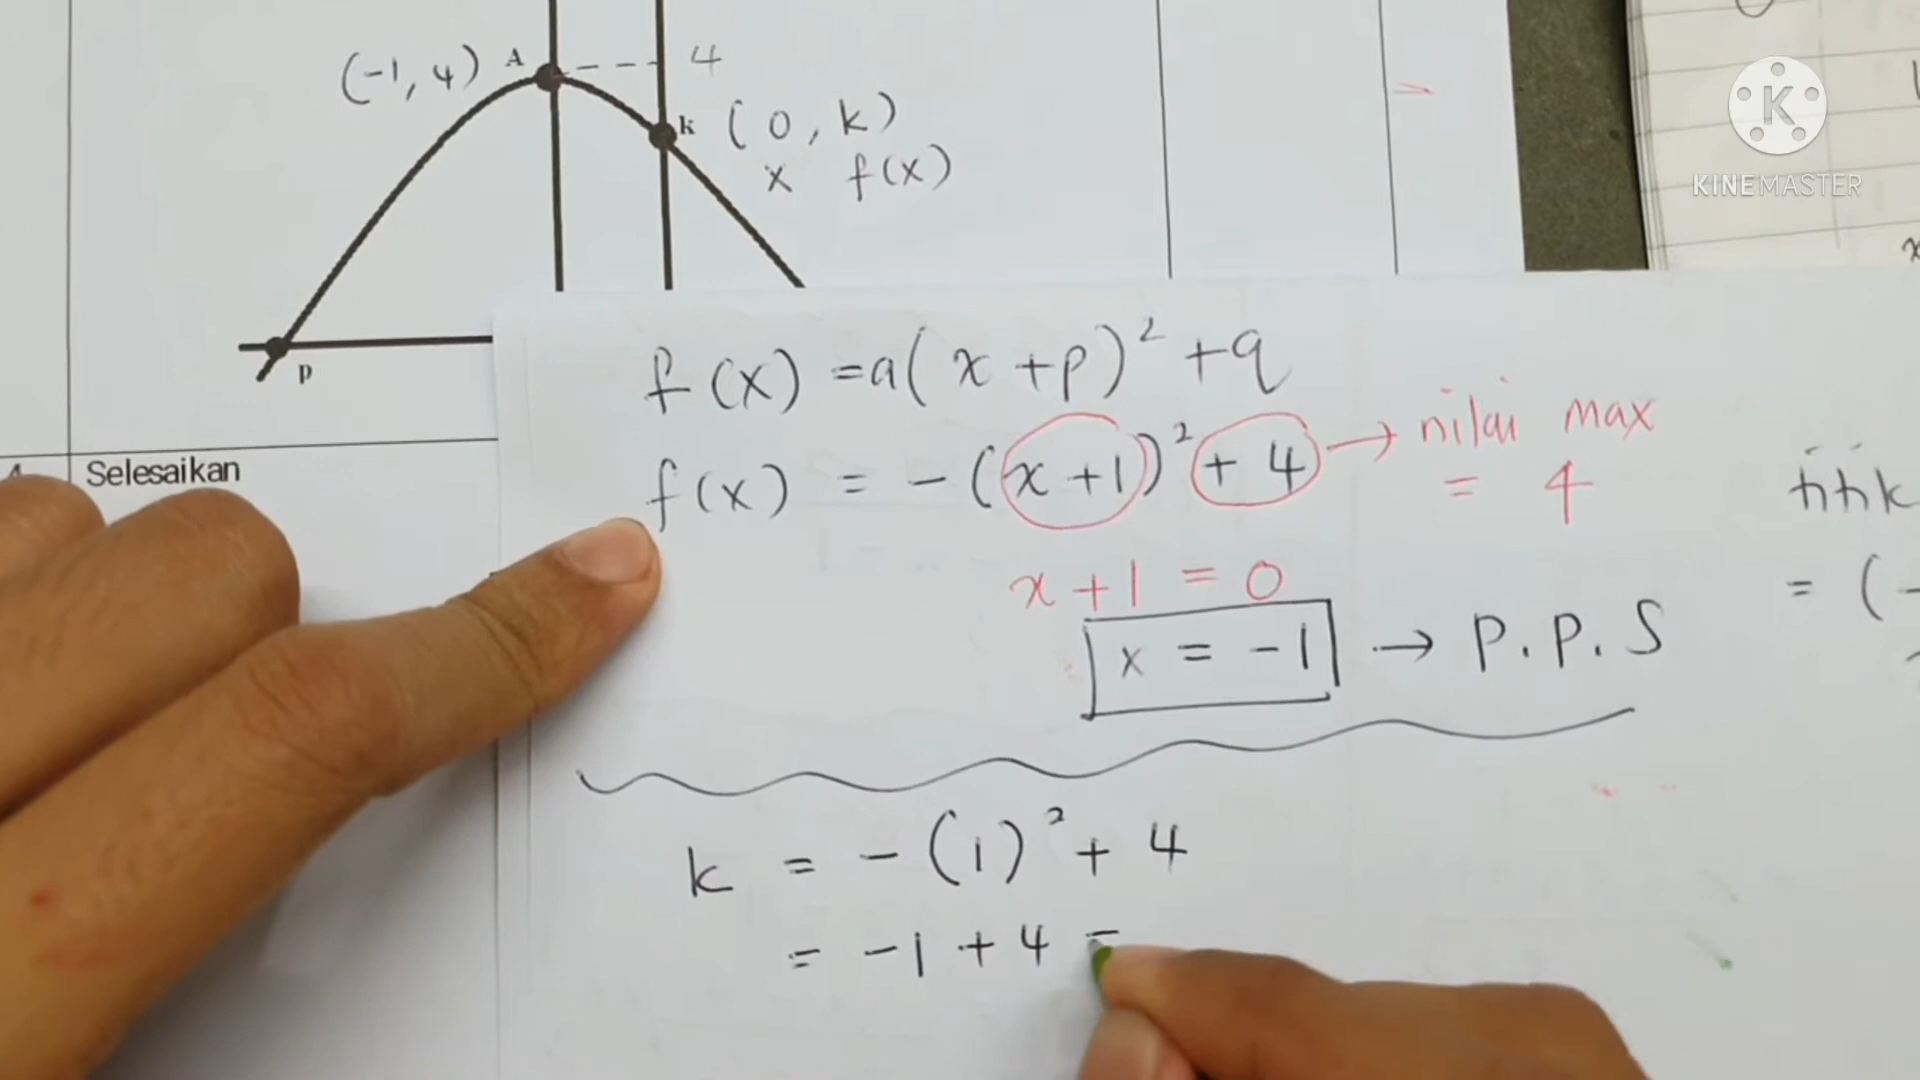 (-1, 4) A 4
k (0, k)
x f(x)
K
KINEMASTER
p
f(x) = a(x + p)² + q
f(x) = -(x + 1)² + 4 → nilai max
= 4
titik
= (-
x + 1 = 0
x = -1 → P.P.S
Selesaikan
k = -(1)² + 4
= -1 + 4 =